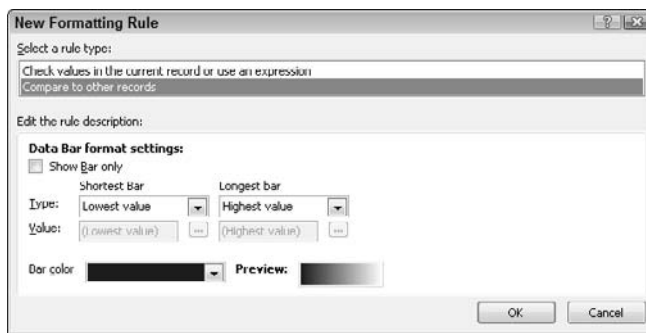 New Formatting Rule
Select a rule type:
Check values in the current record or use an expression
Compare to other records
Edit the rule description:
Data Bar format settings:
Show Bar only
Shortest Bar Longest bar
Type: Lowest value Highest value
Value: (Lowest value) ... (Highest value) ...
Bar color Preview:
OK Cancel